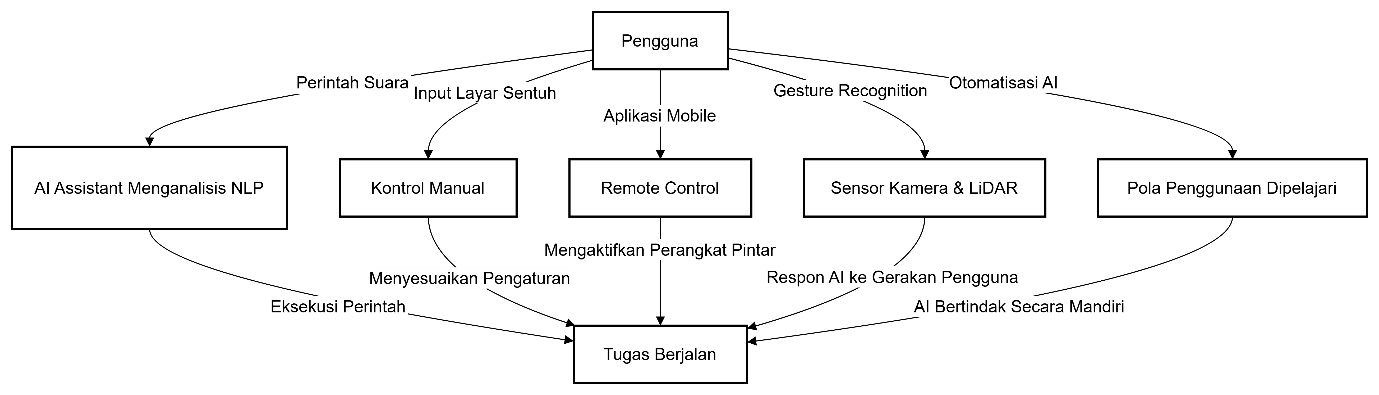 Pengguna
Perintah Suara
Input Layar Sentuh
Aplikasi Mobile
Gesture Recognition
Otomatisasi AI
AI Assistant Menganalisis NLP
Kontrol Manual
Remote Control
Sensor Kamera & LiDAR
Pola Penggunaan Dipelajari
Eksekusi Perintah
Menyesuaikan Pengaturan
Mengaktifkan Perangkat Pintar
Respon AI ke Gerakan Pengguna
AI Bertindak Secara Mandiri
Tugas Berjalan